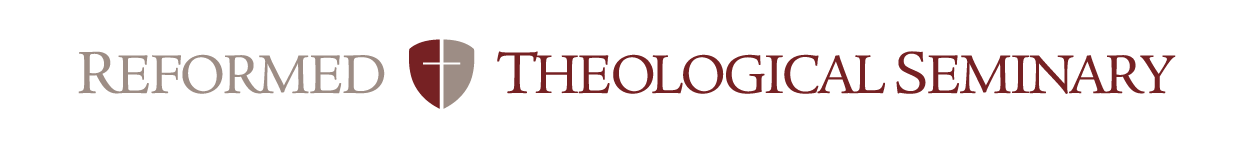 REFORMED THEOLOGICAL SEMINARY